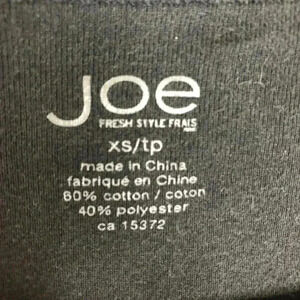 Joe
FRESH STYLE FRAIS
xs/tp
made in China
fabriqué en Chine
60% cotton / coton
40% polyester
ca 15372